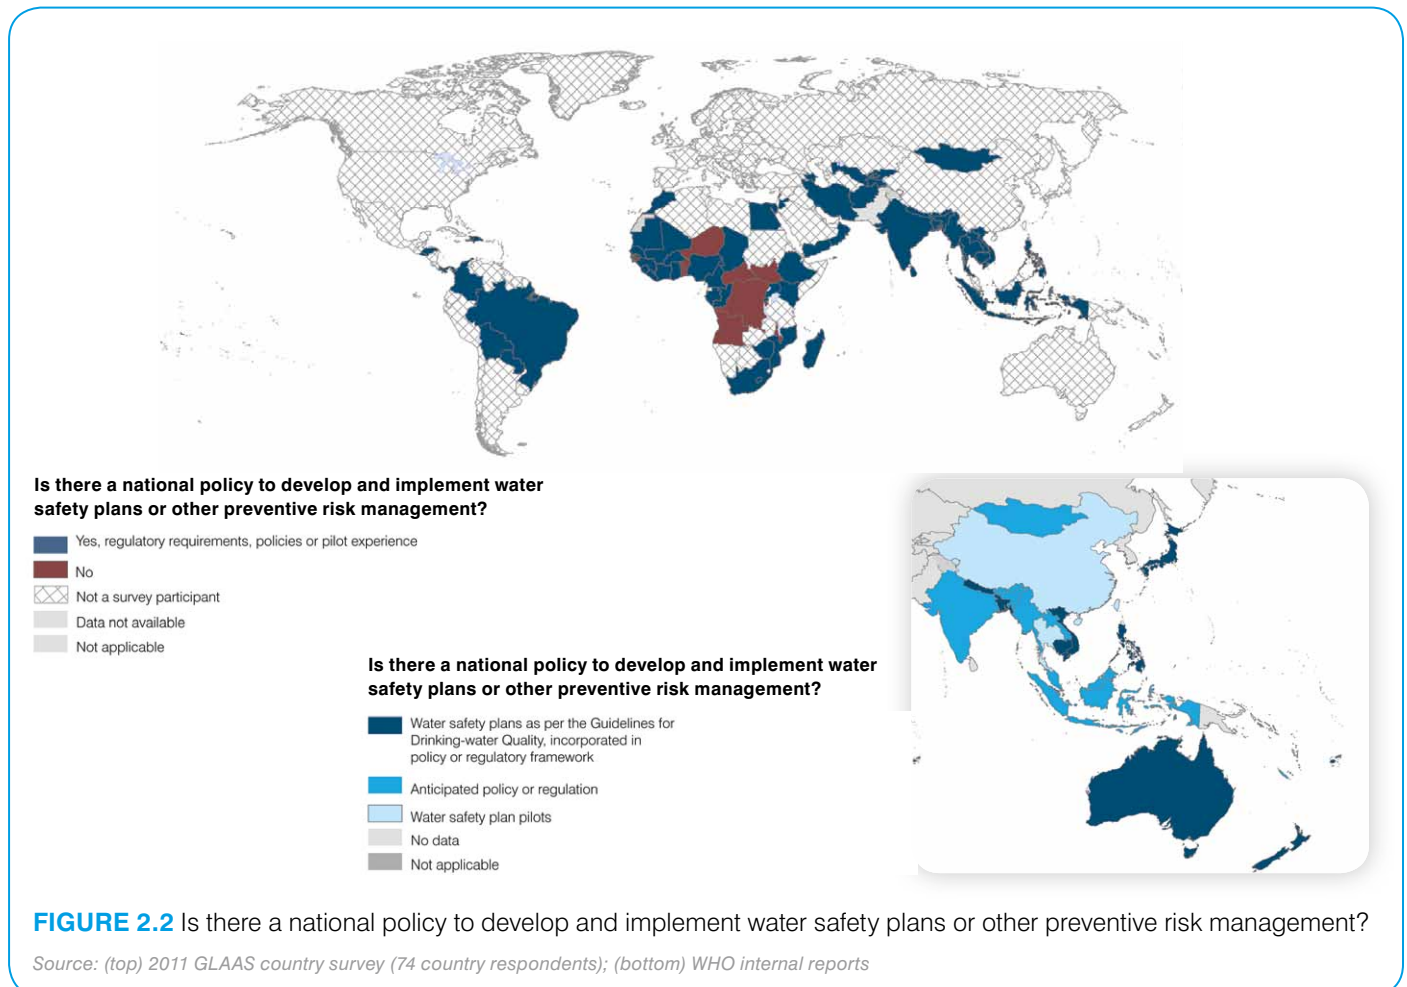 Is there a national policy to develop and implement water
safety plans or other preventive risk management?
Yes, regulatory requirements, policies or pilot experience
No
Not a survey participant
Data not available
Not applicable
Is there a national policy to develop and implement water
safety plans or other preventive risk management?
Water safety plans as per the Guidelines for
Drinking-water Quality, incorporated in
policy or regulatory framework
Anticipated policy or regulation
Water safety plan pilots
No data
Not applicable
FIGURE 2.2 Is there a national policy to develop and implement water safety plans or other preventive risk management?
Source: (top) 2011 GLAAS country survey (74 country respondents); (bottom) WHO internal reports